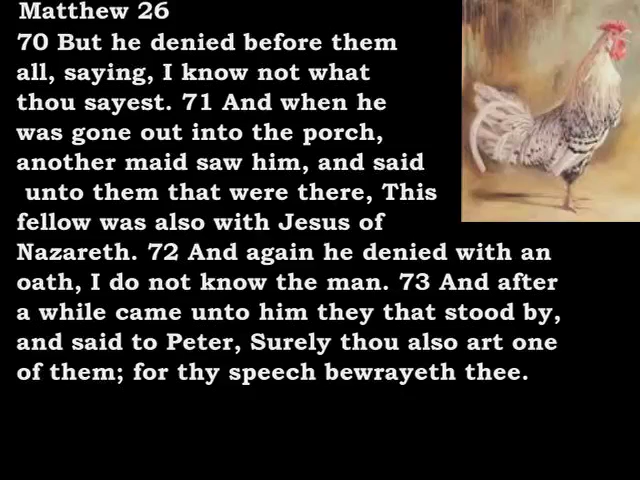 Matthew 26
70 But he denied before them
all, saying, I know not what
thou sayest. 71 And when he
was gone out into the porch,
another maid saw him, and said
unto them that were there, This
fellow was also with Jesus of
Nazareth. 72 And again he denied with an
oath, I do not know the man. 73 And after
a while came unto him they that stood by,
and said to Peter, Surely thou also art one
of them; for thy speech bewrayeth thee.